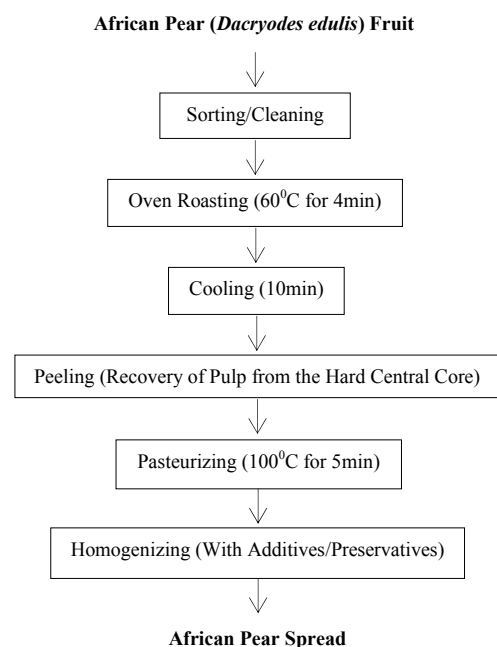 African Pear (Dacryodes edulis) Fruit
Sorting/Cleaning
Oven Roasting (60⁰C for 4min)
Cooling (10min)
Peeling (Recovery of Pulp from the Hard Central Core)
Pasteurizing (100⁰C for 5min)
Homogenizing (With Additives/Preservatives)
African Pear Spread